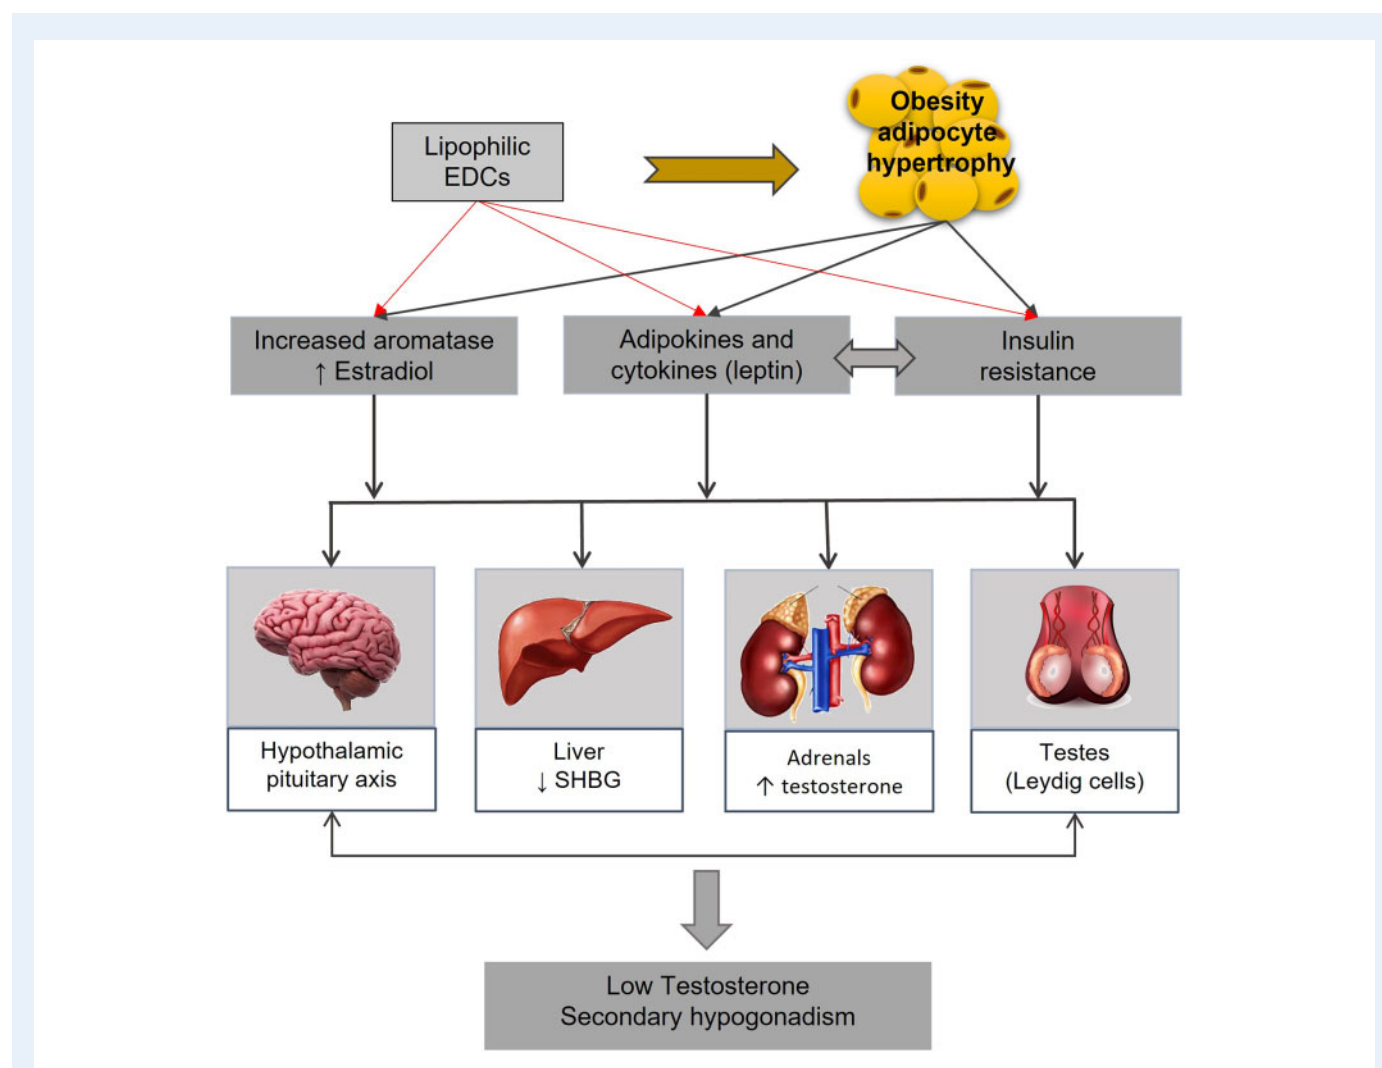 Lipophilic
EDCs
Obesity
adipocyte
hypertrophy
Increased aromatase
↑ Estradiol
Adipokines and
cytokines (leptin)
Insulin
resistance
Hypothalamic
pituitary axis
Liver
↓ SHBG
Adrenals
↑ testosterone
Testes
(Leydig cells)
Low Testosterone
Secondary hypogonadism